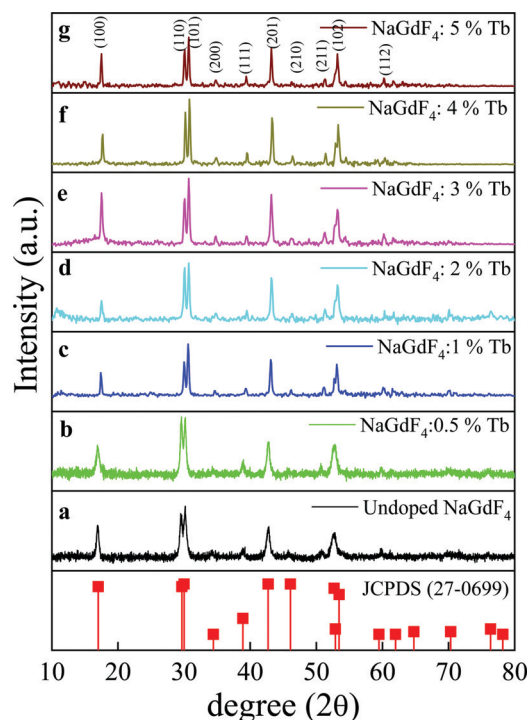 g
NaGdF4: 5 % Tb
(100)
(110)
(101)
(200)
(111)
(201)
(210)
(211)
(102)
(112)
f
NaGdF4: 4 % Tb
e
NaGdF4: 3 % Tb
d
NaGdF4: 2 % Tb
c
NaGdF4:1 % Tb
b
NaGdF4:0.5 % Tb
a
Undoped NaGdF4
JCPDS (27-0699)
Intensity (a.u.)
10 20 30 40 50 60 70 80
degree (2θ)